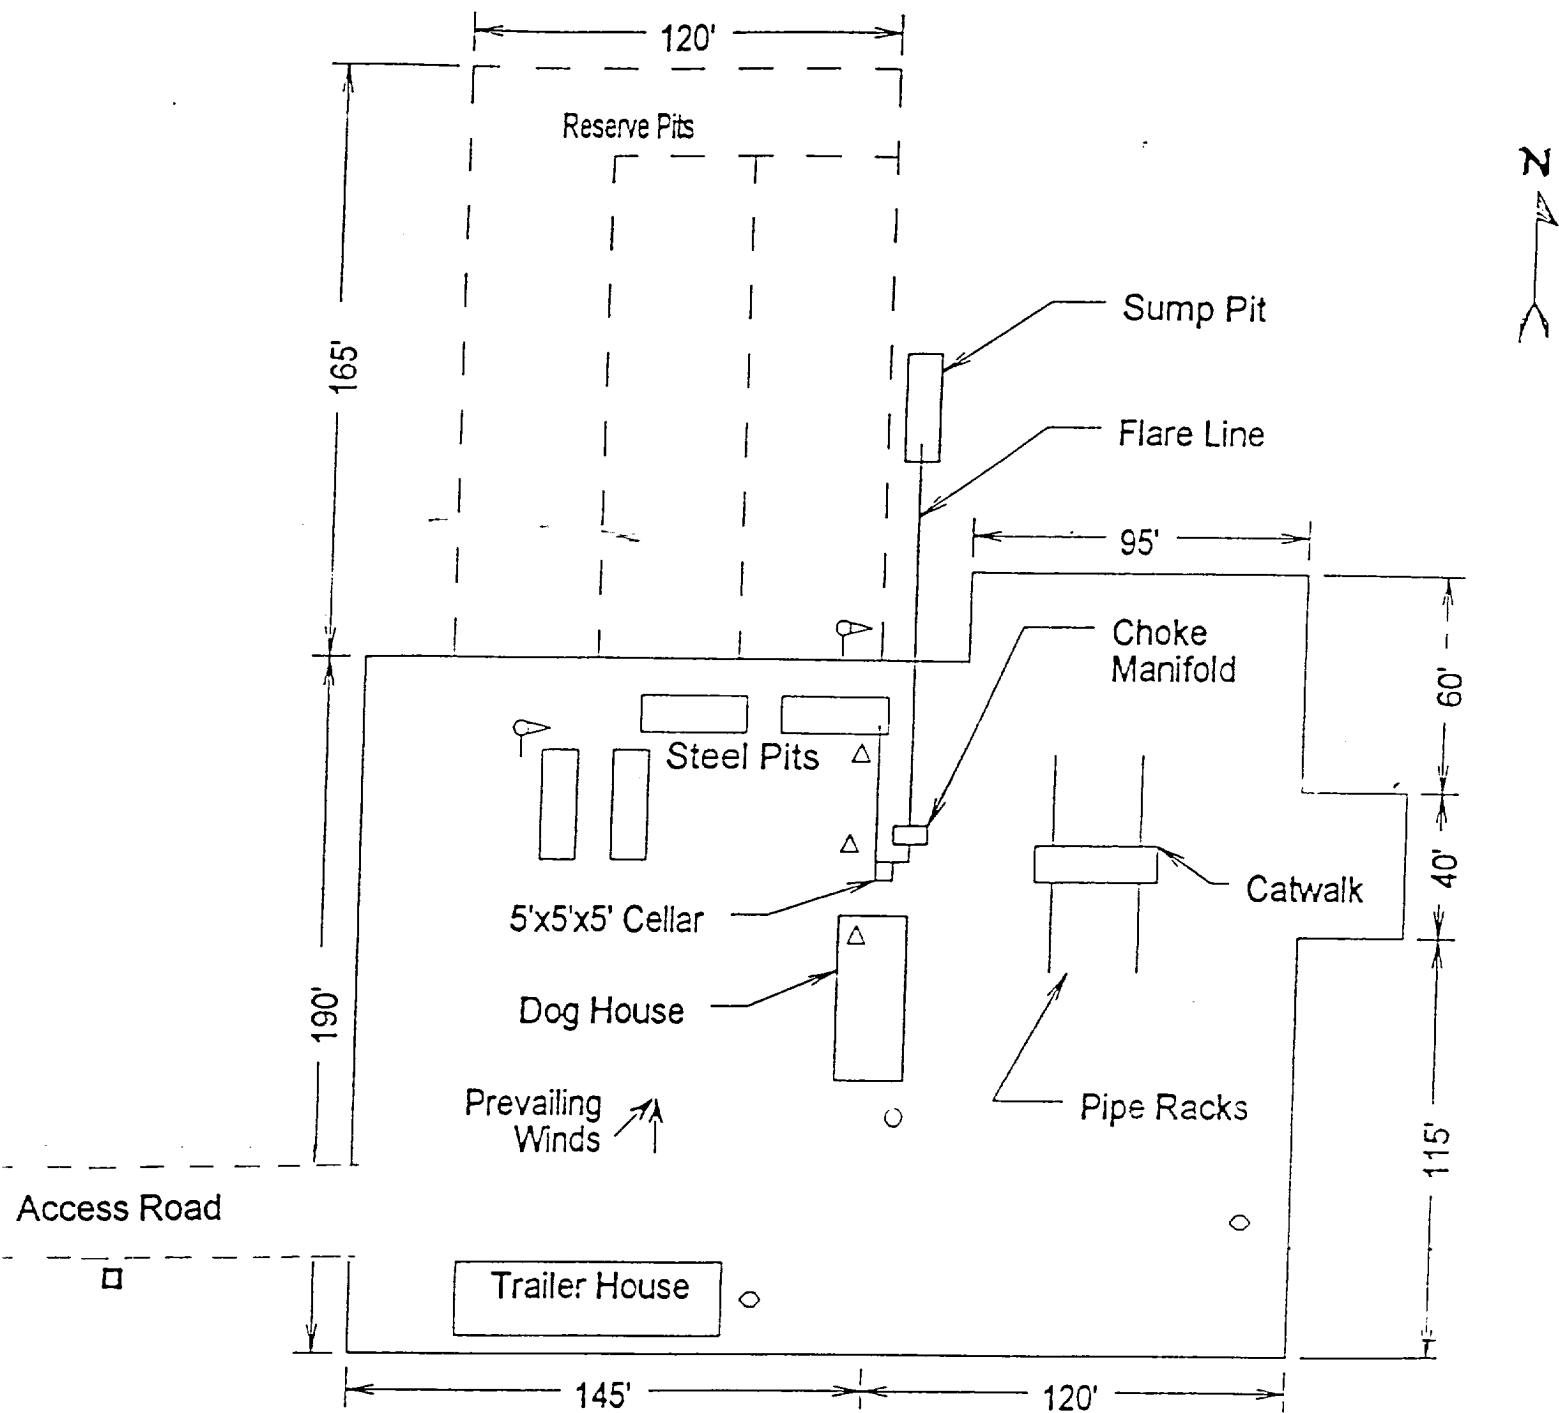 120'
Reserve Pits
N
165'
Sump Pit
Flare Line
95'
Choke
Manifold
60'
Steel Pits
40'
Catwalk
5'x5'x5' Cellar
Dog House
190'
Prevailing
Winds
Pipe Racks
115'
Access Road
Trailer House
145'
120'